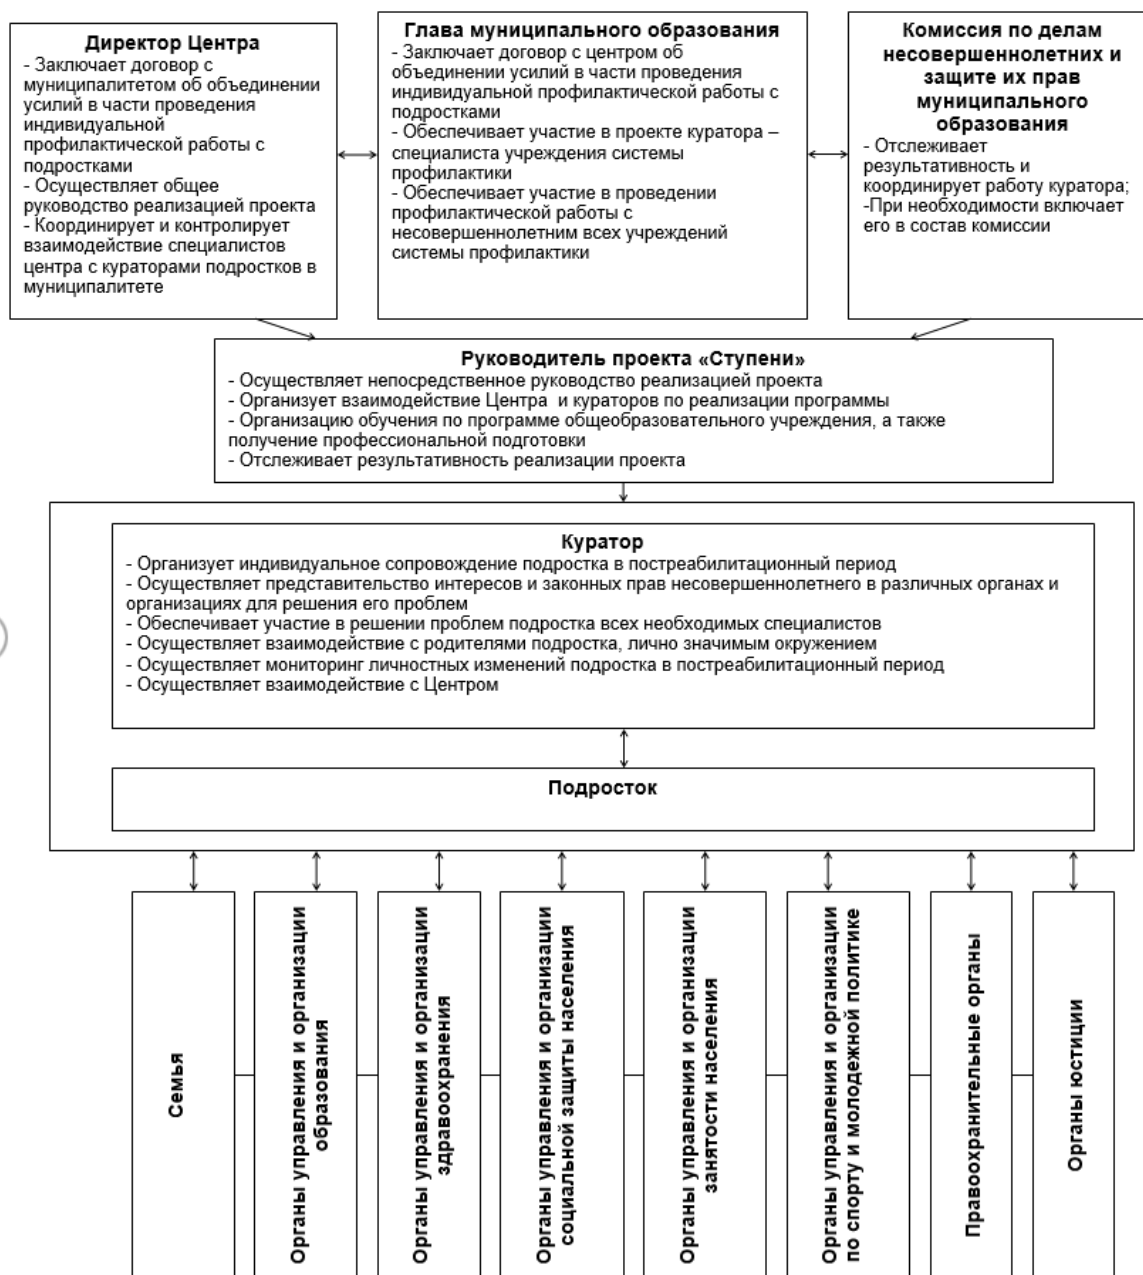 Директор Центра
- Заключает договор с
муниципалитетом об объединении
усилий в части проведения
индивидуальной
профилактической работы с
подростками
- Осуществляет общее
руководство реализацией проекта
- Координирует и контролирует
взаимодействие специалистов
центра с кураторами подростков в
муниципалитете
Глава муниципального образования
- Заключает договор с центром об
объединении усилий в части проведения
индивидуальной профилактической работы с
подростками
- Обеспечивает участие в проекте куратора –
специалиста учреждения системы
профилактики
- Обеспечивает участие в проведении
профилактической работы с
несовершеннолетним всех учреждений
системы профилактики
Комиссия по делам
несовершеннолетних и
защите их прав
муниципального
образования
- Отслеживает
результативность и
координирует работу куратора;
-При необходимости включает
его в состав комиссии
Руководитель проекта «Ступени»
- Осуществляет непосредственное руководство реализацией проекта
- Организует взаимодействие Центра и кураторов по реализации программы
- Организацию обучения по программе общеобразовательного учреждения, а также
получение профессиональной подготовки
- Отслеживает результативность реализации проекта
Куратор
- Организует индивидуальное сопровождение подростка в постреабилитационный период
- Осуществляет представительство интересов и законных прав несовершеннолетнего в различных органах и
организациях для решения его проблем
- Обеспечивает участие в решении проблем подростка всех необходимых специалистов
- Осуществляет взаимодействие с родителями подростка, лично значимым окружением
- Осуществляет мониторинг личностных изменений подростка в постреабилитационный период
- Осуществляет взаимодействие с Центром
Подросток
Семья
Органы управления и организации
образования
Органы управления и организации
здравоохранения
Органы управления и организации
социальной защиты населения
Органы управления и организации
занятости населения
Органы управления и организации
по спорту и молодежной политике
Правоохранительные органы
Органы юстиции